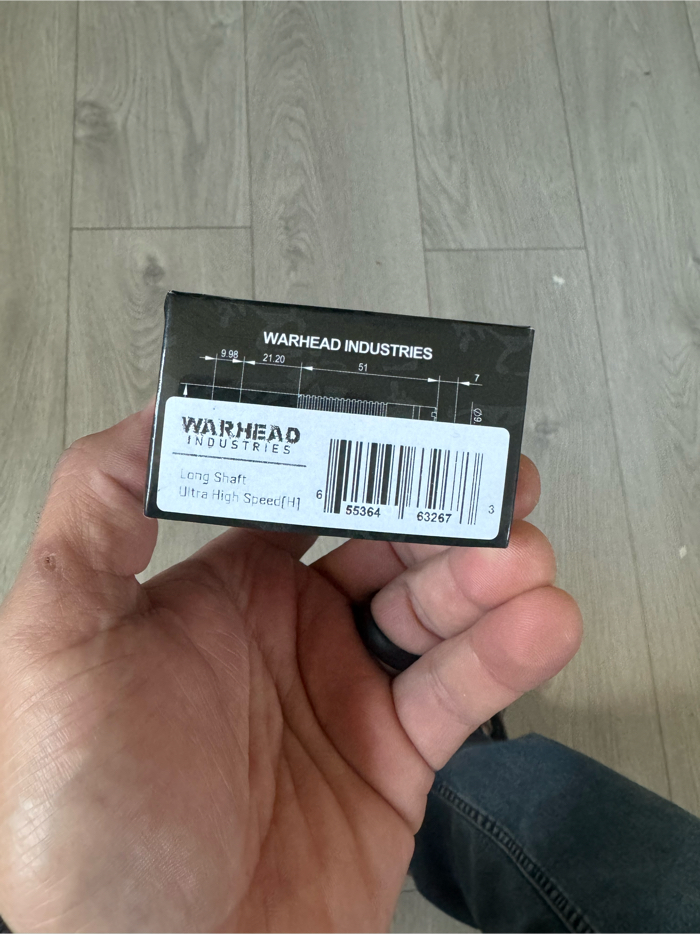 WARHEAD INDUSTRIES
9.98 21.20 51 7
WARHEAD
INDUSTRIES
Long Shaft
Ultra High Speed[H]
6 55364 63267 3